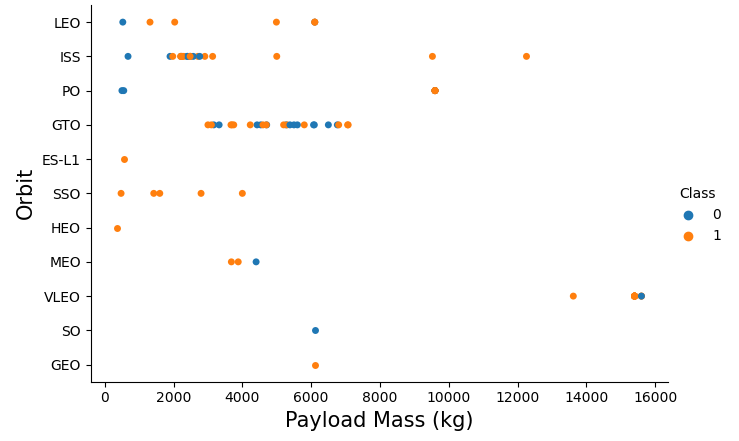 LEO
ISS
PO
GTO
ES-L1
SSO
HEO
MEO
VLEO
SO
GEO
Orbit
0 2000 4000 6000 8000 10000 12000 14000 16000
Payload Mass (kg)
Class
0
1